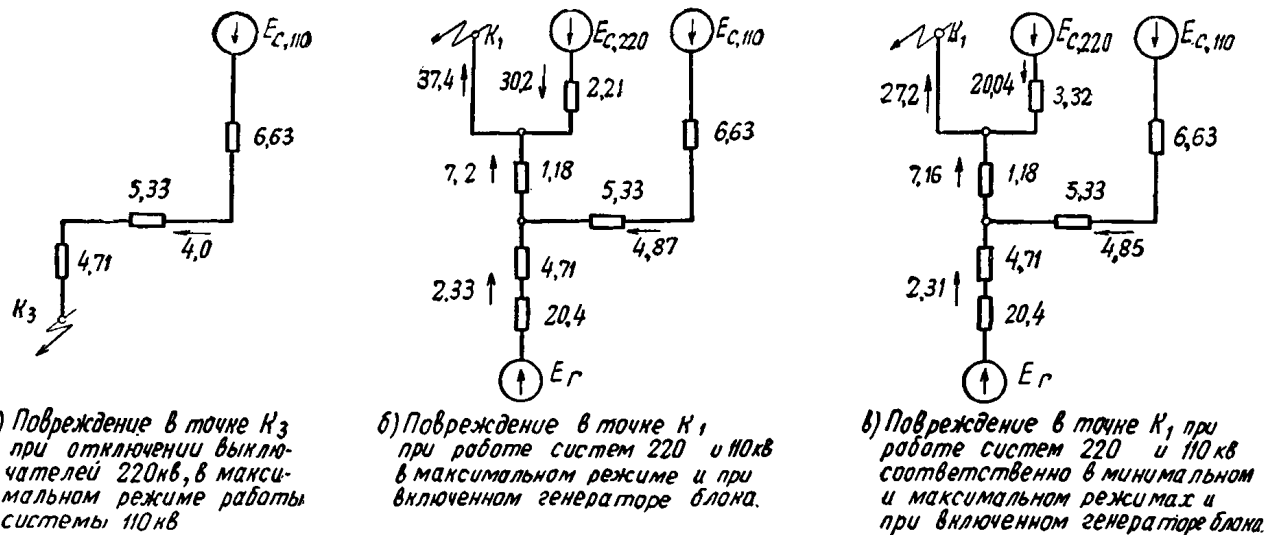 E_C,110
6,63
5,33
4,0
4,71
K_3
) Повреждение в точке K_3
при отключении выклю-
чателей 220кв, в макси-
мальном режиме работы
системы 110 кв
K_1
E_C,220
E_C,110
37,4
30,2
2,21
6,63
7,2
1,18
5,33
4,87
4,71
2,33
20,4
E_Г
б) Повреждение в точке K_1
при работе систем 220 и 110кв
в максимальном режиме и при
включенном генераторе блока.
K_1
E_C,220
E_C,110
27,2
20,04
3,32
6,63
7,16
1,18
5,33
4,85
4,71
2,31
20,4
E_Г
в) Повреждение в точке K_1 при
работе систем 220 и 110 кв
соответственно в минимальном
и максимальном режимах и
при включенном генераторе блока.